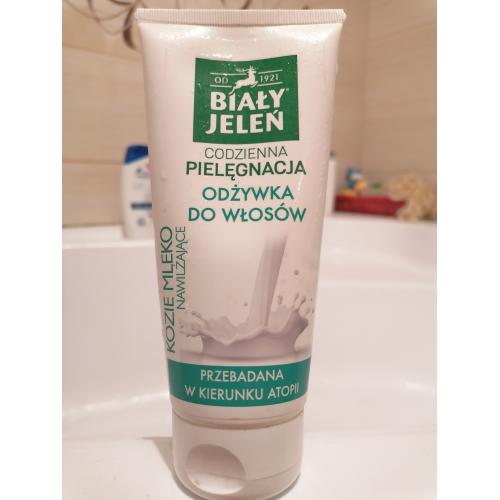 OD 1921
BIAŁY
JELEŃ
CODZIENNA
PIELĘGNACJA
ODŻYWKA
DO WŁOSÓW
KOZIE MLEKO
NAWILŻAJĄCE
PRZEBADANA
W KIERUNKU ATOPII